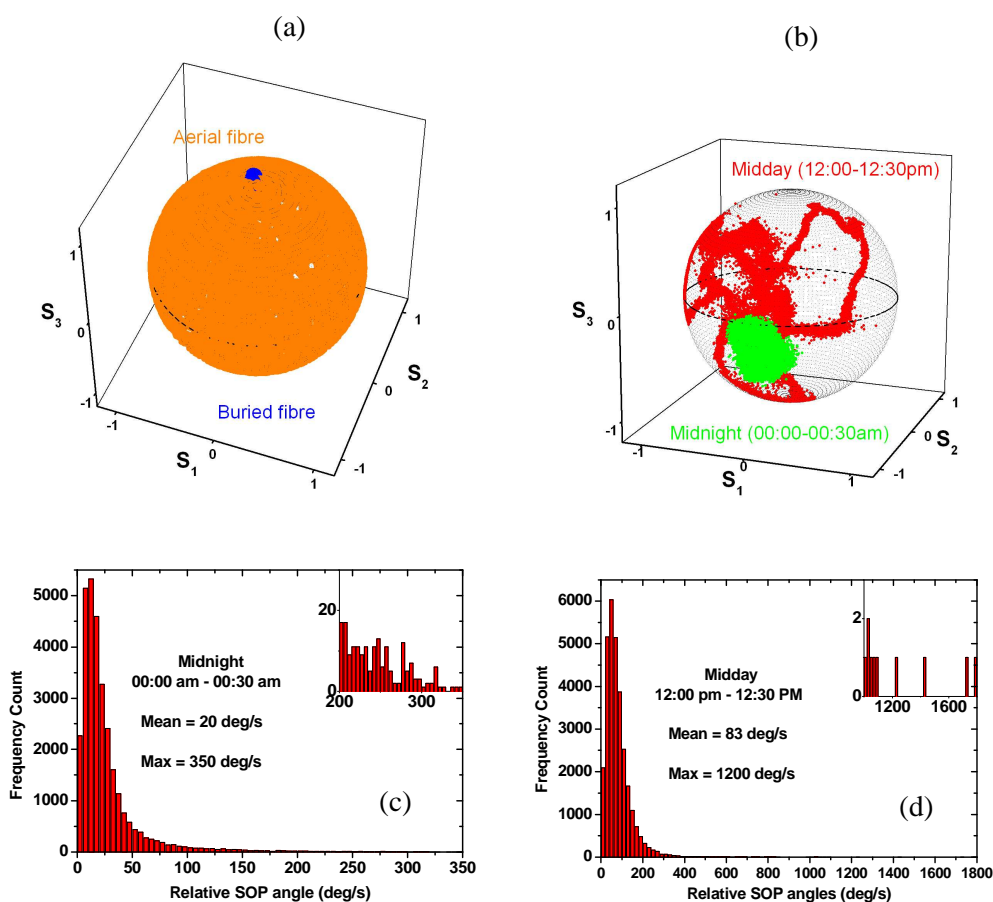 (a)
(b)
Aerial fibre
Buried fibre
1
0
-1
S3
-1
0
1
S1
-1
0
1
S2
Midday (12:00-12:30pm)
Midnight (00:00-00:30am)
1
0
-1
S3
-1
0
1
S1
-1
0
1
S2
5000
4000
3000
2000
1000
0
Frequency Count
Midnight
00:00 am - 00:30 am
Mean = 20 deg/s
Max = 350 deg/s
20
0
200 300
(c)
0 50 100 150 200 250 300 350
Relative SOP angle (deg/s)
6000
5000
4000
3000
2000
1000
0
Frequency Count
Midday
12:00 pm - 12:30 PM
Mean = 83 deg/s
Max = 1200 deg/s
2
0
1200 1600
(d)
0 200 400 600 800 1000 1200 1400 1600 1800
Relative SOP angles (deg/s)